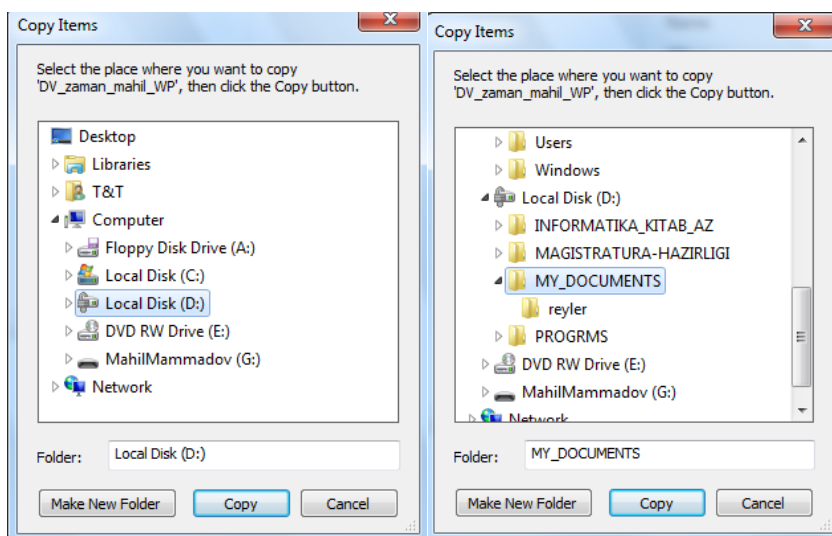 Copy Items
Select the place where you want to copy
'DV_zaman_mahil_WP', then click the Copy button.
Desktop
Libraries
T&T
Computer
Floppy Disk Drive (A:)
Local Disk (C:)
Local Disk (D:)
DVD RW Drive (E:)
MahilMammadov (G:)
Network
Folder: Local Disk (D:)
Make New Folder Copy Cancel
Copy Items
Select the place where you want to copy
'DV_zaman_mahil_WP', then click the Copy button.
Users
Windows
Local Disk (D:)
INFORMATIKA_KITAB_AZ
MAGISTRATURA-HAZIRLIGI
MY_DOCUMENTS
reyler
PROGRMS
DVD RW Drive (E:)
MahilMammadov (G:)
Network
Folder: MY_DOCUMENTS
Make New Folder Copy Cancel